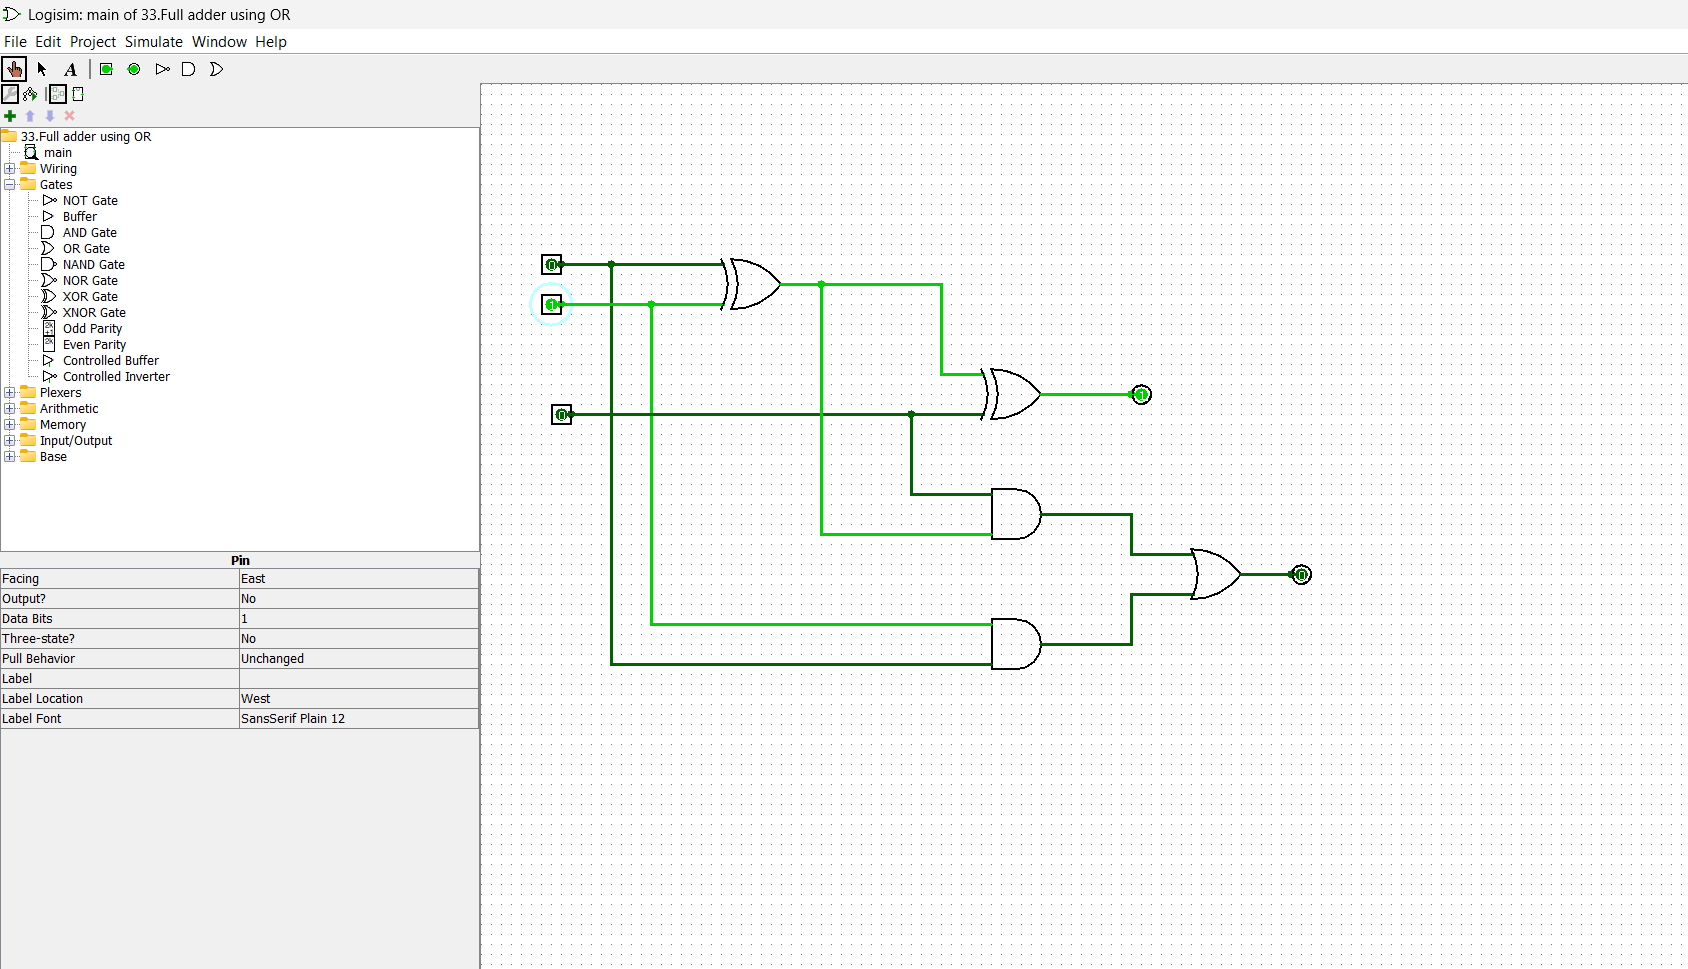 Logisim: main of 33.Full adder using OR
File Edit Project Simulate Window Help
A
33.Full adder using OR
main
Wiring
Gates
NOT Gate
Buffer
AND Gate
OR Gate
NAND Gate
NOR Gate
XOR Gate
XNOR Gate
Odd Parity
Even Parity
Controlled Buffer
Controlled Inverter
Plexers
Arithmetic
Memory
Input/Output
Base
Pin
Facing East
Output? No
Data Bits 1
Three-state? No
Pull Behavior Unchanged
Label
Label Location West
Label Font SansSerif Plain 12
0
1
0
1
0